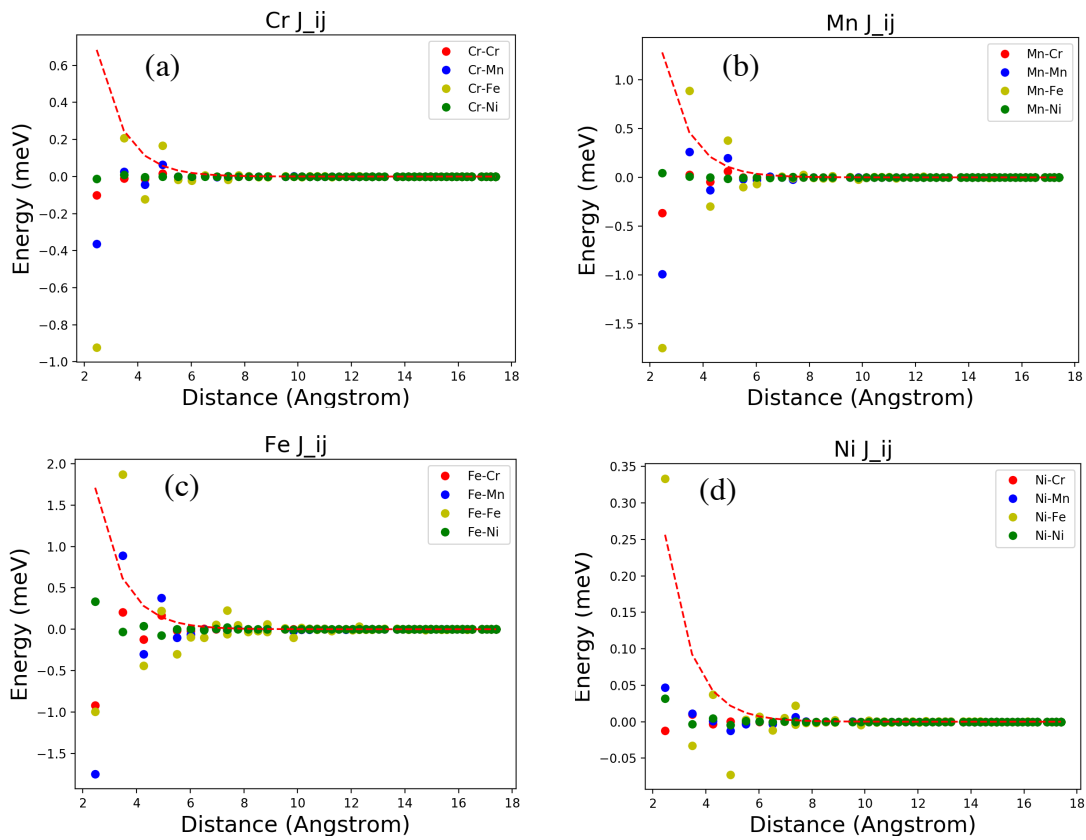 Cr J_ij
(a)
Cr-Cr
Cr-Mn
Cr-Fe
Cr-Ni
Energy (meV)
0.6
0.4
0.2
0.0
−0.2
−0.4
−0.6
−0.8
−1.0
2 4 6 8 10 12 14 16 18
Distance (Angstrom)
Mn J_ij
(b)
Mn-Cr
Mn-Mn
Mn-Fe
Mn-Ni
Energy (meV)
1.0
0.5
0.0
−0.5
−1.0
−1.5
2 4 6 8 10 12 14 16 18
Distance (Angstrom)
Fe J_ij
(c)
Fe-Cr
Fe-Mn
Fe-Fe
Fe-Ni
Energy (meV)
2.0
1.5
1.0
0.5
0.0
−0.5
−1.0
−1.5
2 4 6 8 10 12 14 16 18
Distance (Angstrom)
Ni J_ij
(d)
Ni-Cr
Ni-Mn
Ni-Fe
Ni-Ni
Energy (meV)
0.35
0.30
0.25
0.20
0.15
0.10
0.05
0.00
−0.05
2 4 6 8 10 12 14 16 18
Distance (Angstrom)